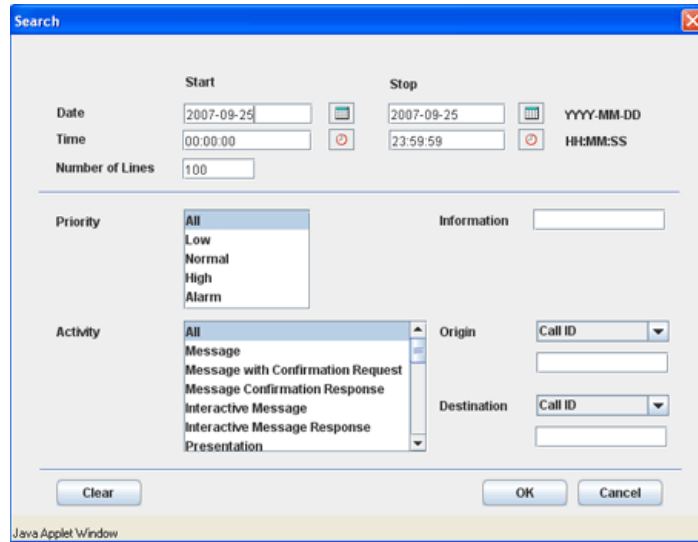 Search
Start Stop
Date 2007-09-25 2007-09-25 YYYY-MM-DD
Time 00:00:00 23:59:59 HH:MM:SS
Number of Lines 100
Priority All Information
Low
Normal
High
Alarm
Activity All Origin Call ID
Message
Message with Confirmation Request
Message Confirmation Response
Interactive Message Destination Call ID
Interactive Message Response
Presentation
Clear OK Cancel
Java Applet Window